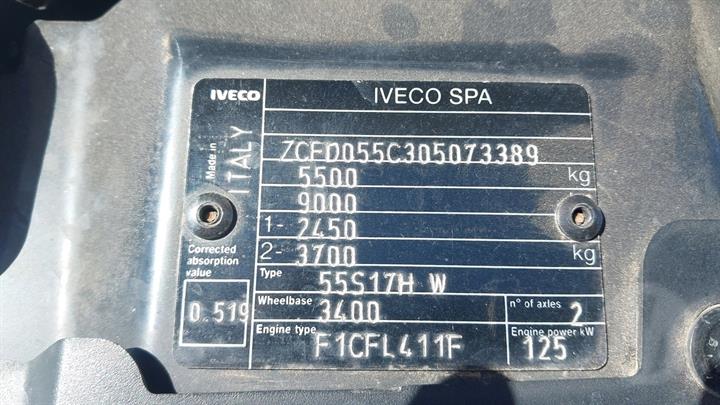 IVECO IVECO SPA
Made in ITALY
ZCFD055C305073389
5500 kg
9000
1- 2450
2- 3700 kg
Corrected absorption value
0.519
Type 55S17H W
Wheelbase 3400
n° of axles 2
Engine type F1CFL411F
Engine power kW 125